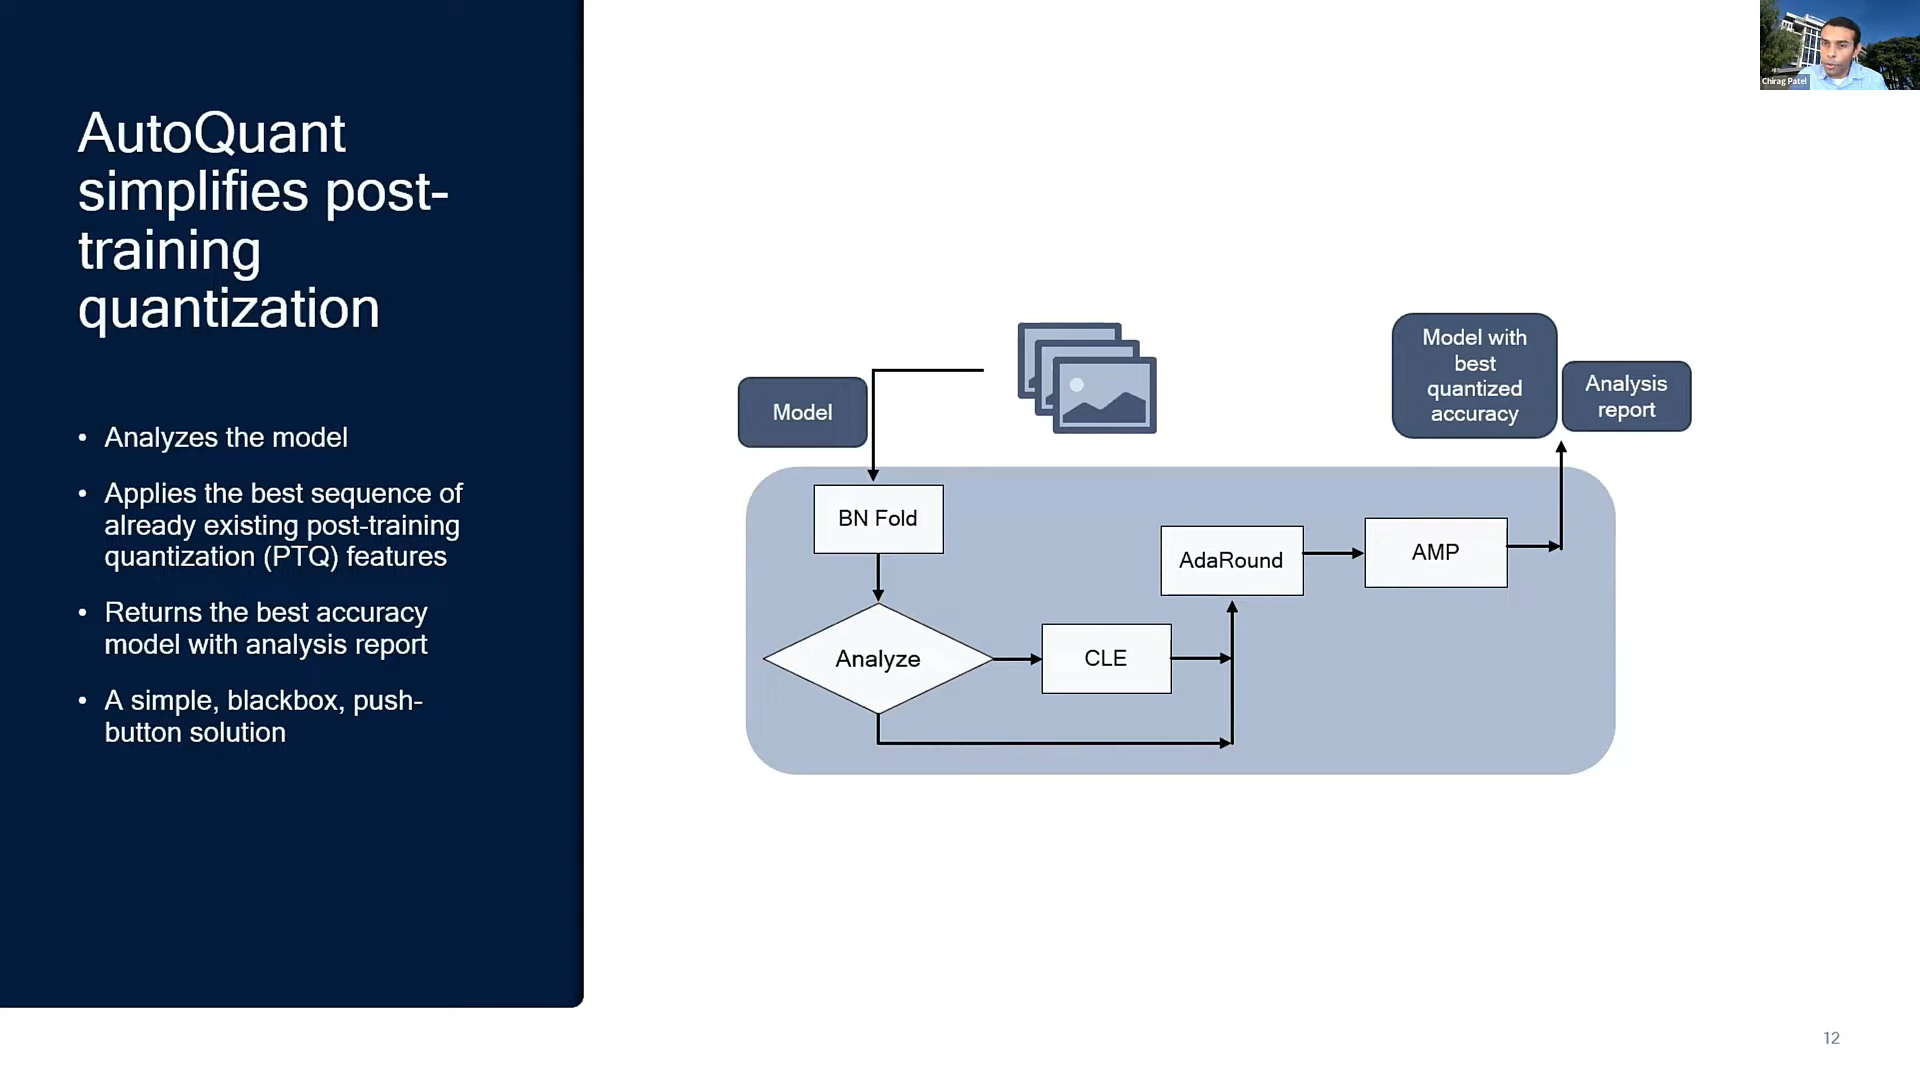 AutoQuant
simplifies post-
training
quantization
• Analyzes the model
• Applies the best sequence of
already existing post-training
quantization (PTQ) features
• Returns the best accuracy
model with analysis report
• A simple, blackbox, push-
button solution
Model
Model with
best
quantized
accuracy
Analysis
report
BN Fold
AdaRound
AMP
Analyze
CLE
Chirag Patel
12